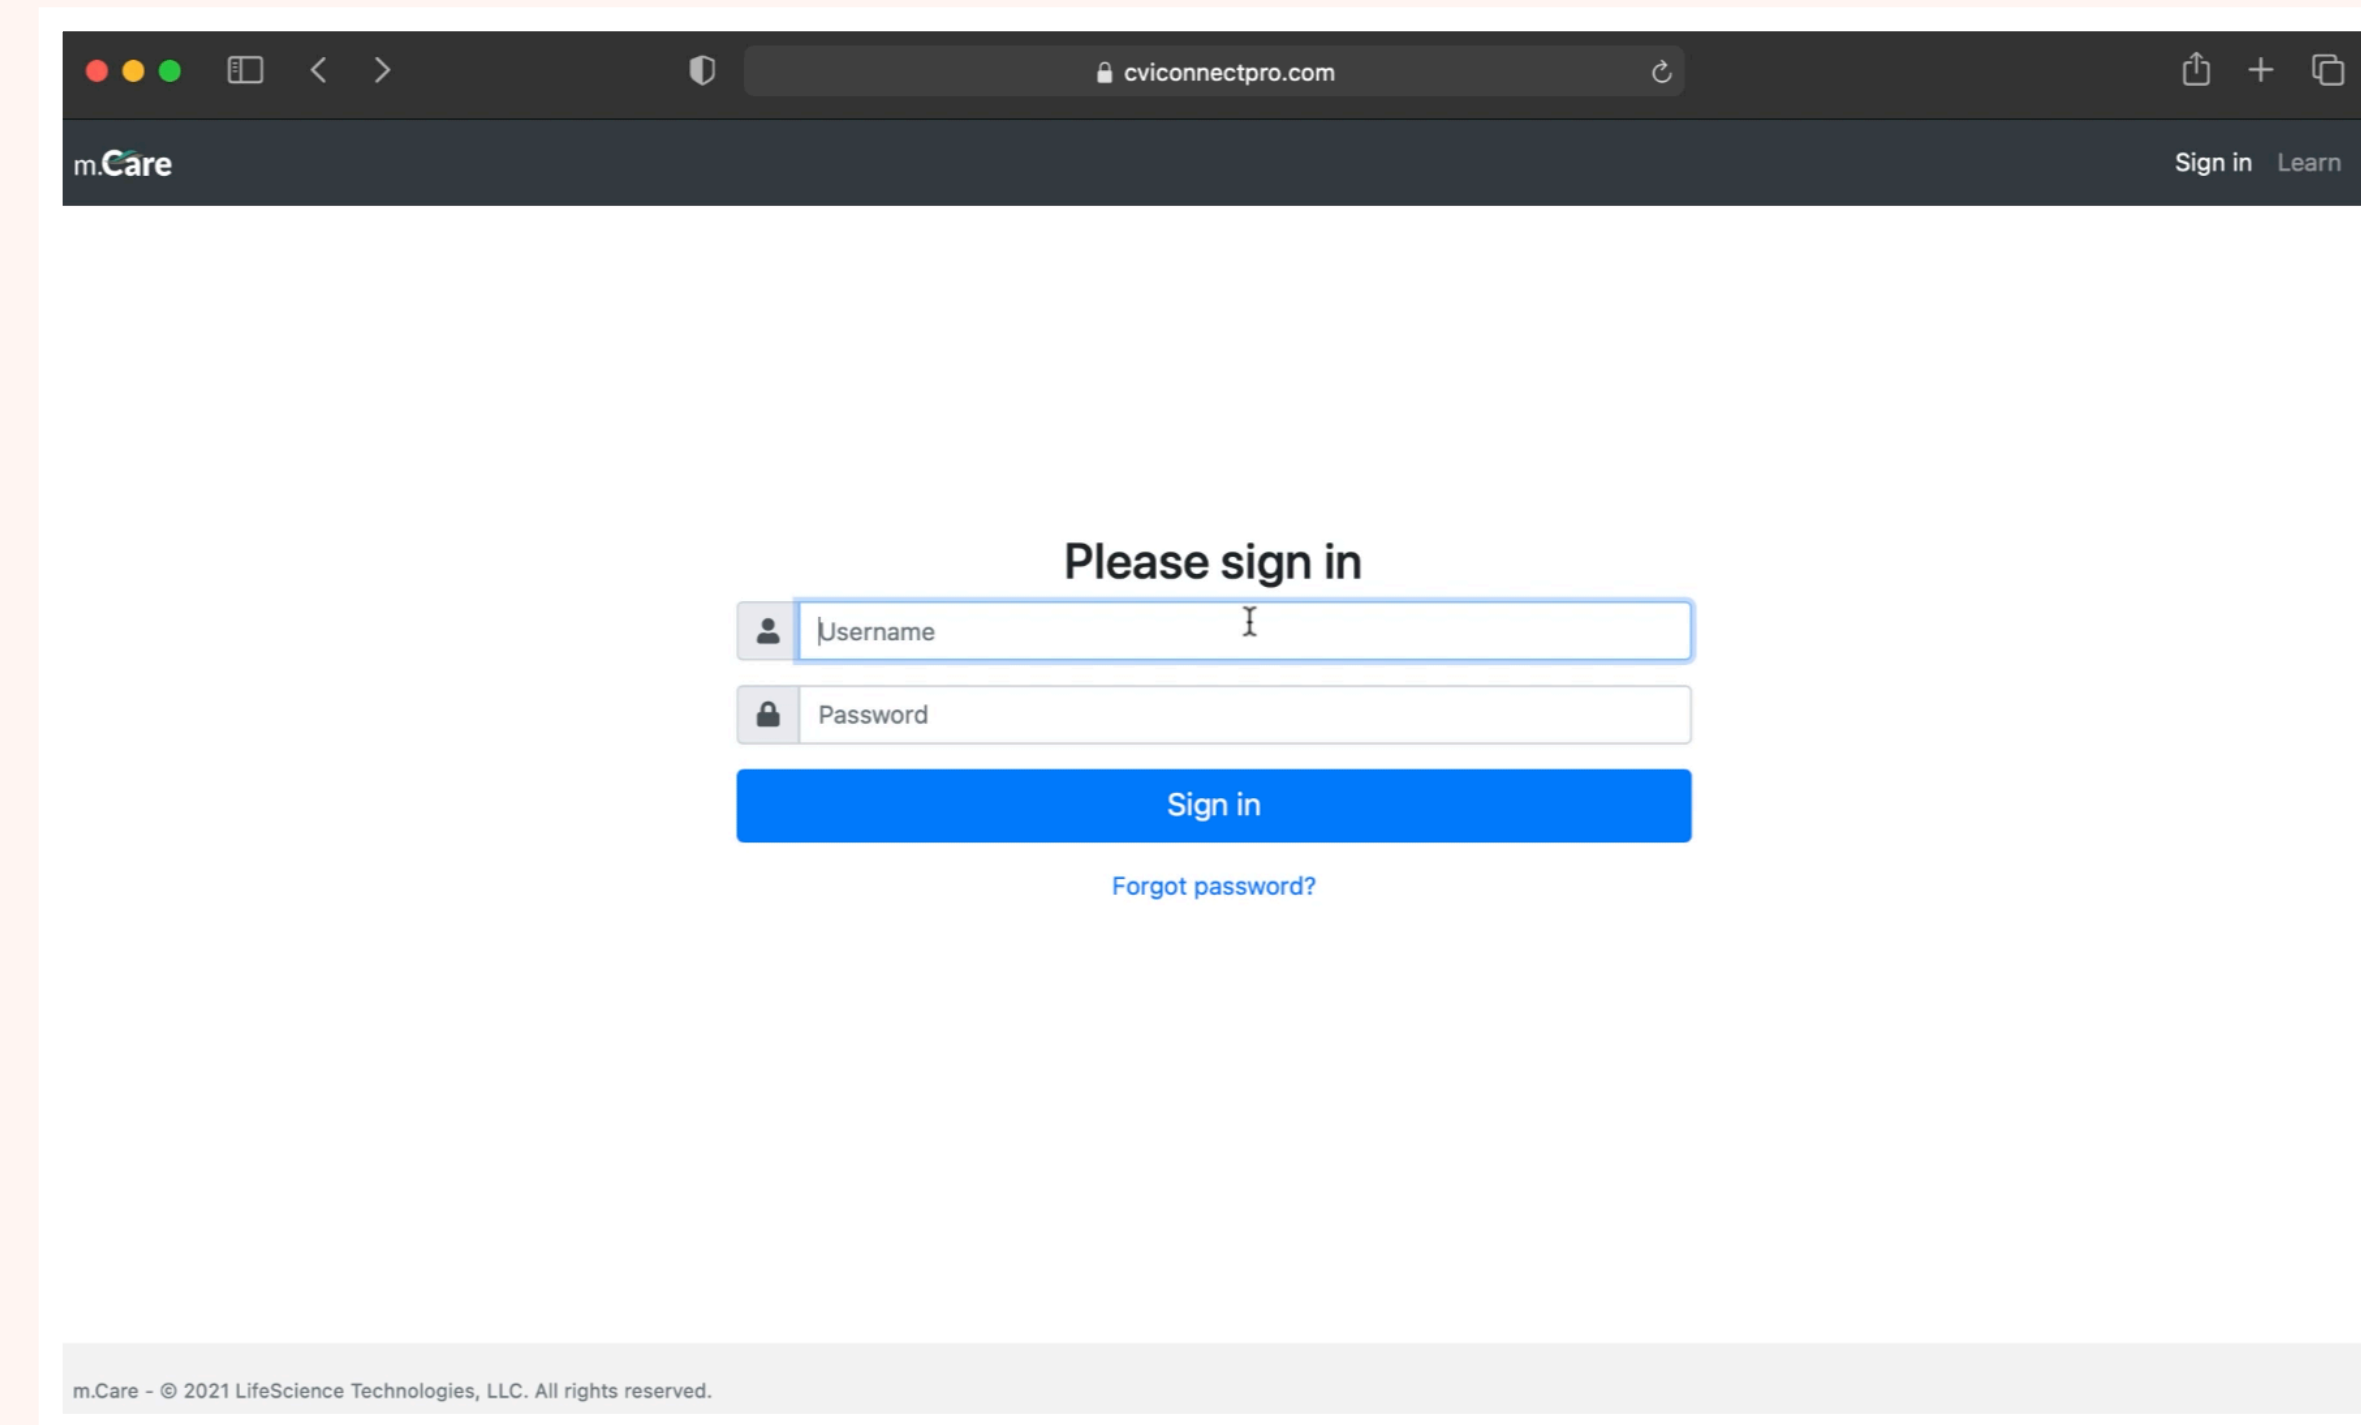 cviconnectpro.com
m.Care
Sign in Learn
Please sign in
Username
Password
Sign in
Forgot password?
m.Care - © 2021 LifeScience Technologies, LLC. All rights reserved.